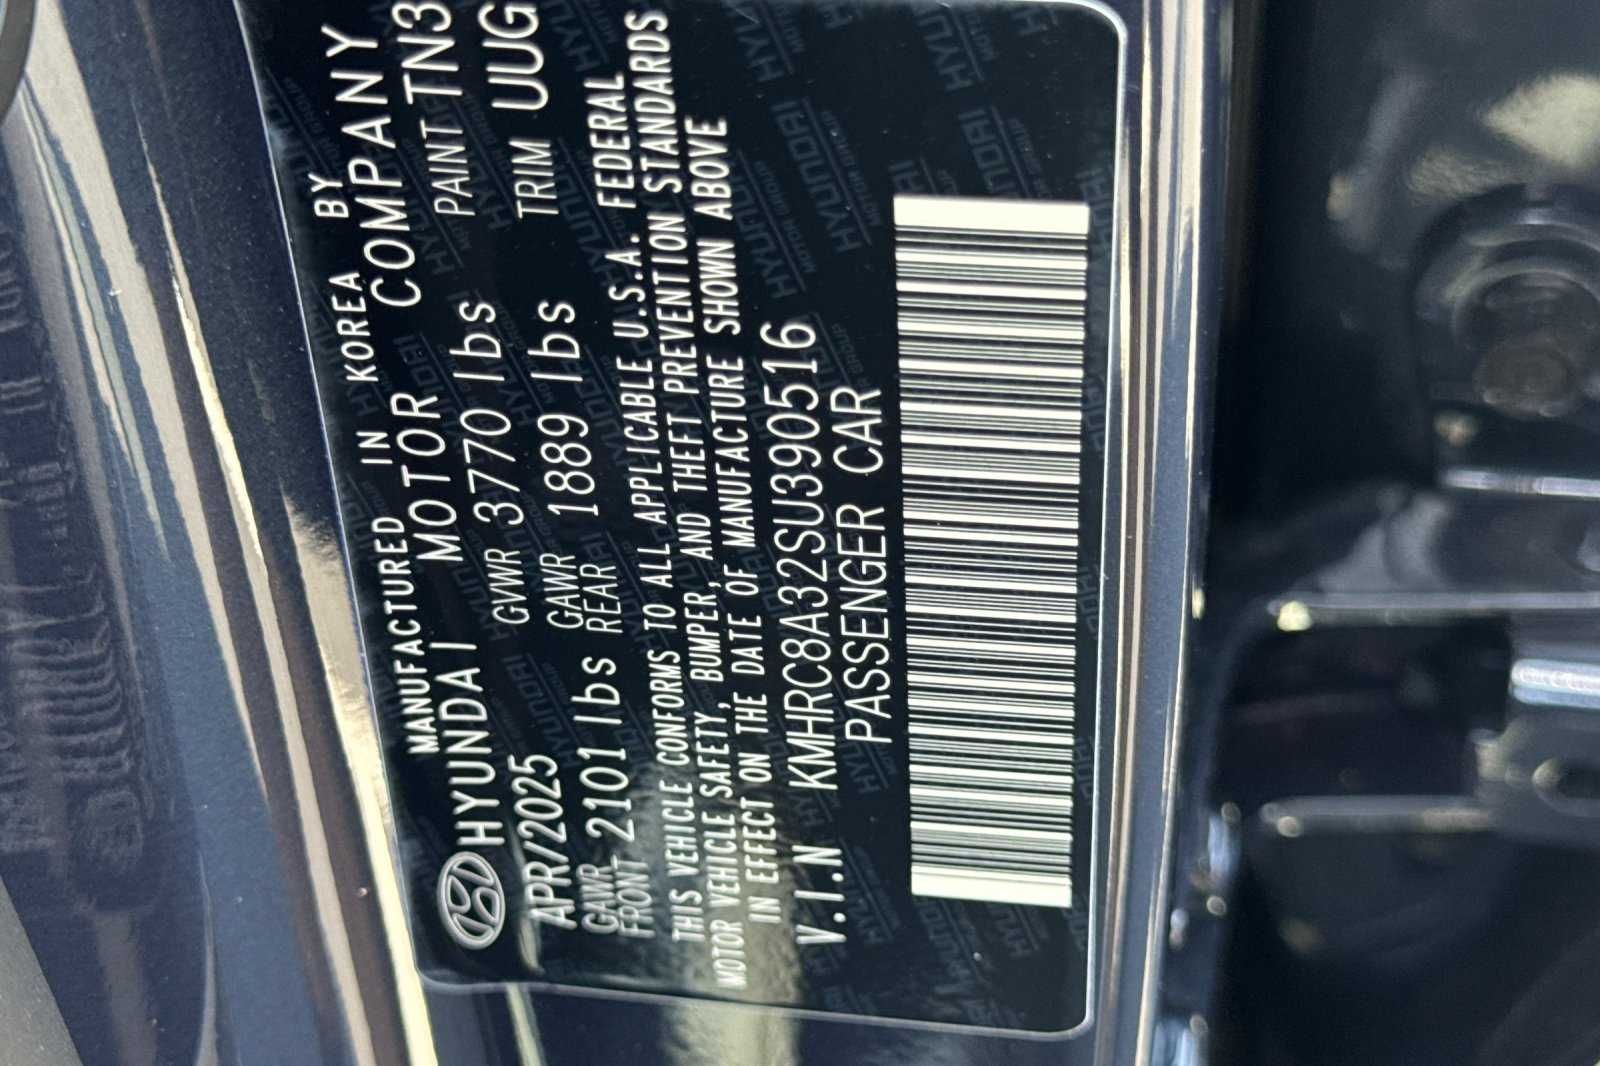 MANUFACTURED IN KOREA BY
HYUNDAI MOTOR COMPANY
APR/2025 GVWR 3770 lbs PAINT TN3
GAWR FRONT 2101 lbs GAWR REAR 1889 lbs TRIM UUG
THIS VEHICLE CONFORMS TO ALL APPLICABLE U.S.A. FEDERAL
MOTOR VEHICLE SAFETY, BUMPER, AND THEFT PREVENTION STANDARDS
IN EFFECT ON THE DATE OF MANUFACTURE SHOWN ABOVE
V.I.N KMHRC8A32SU390516
PASSENGER CAR